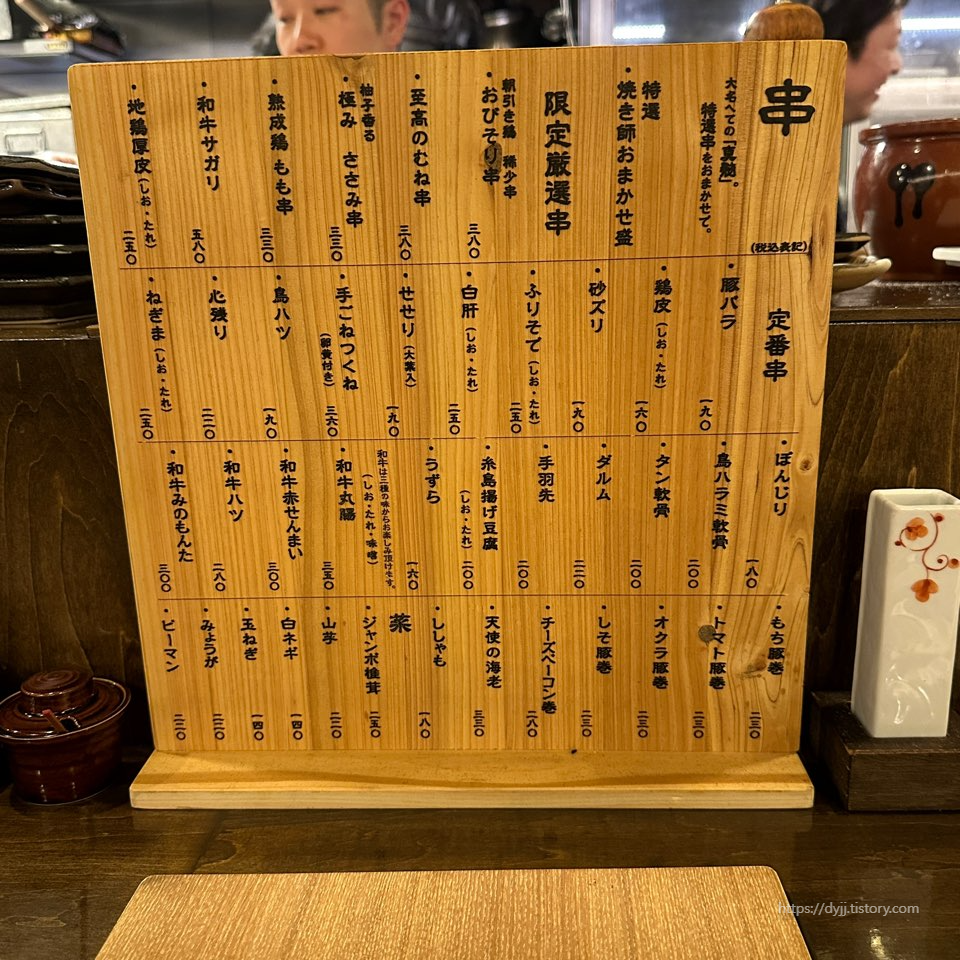 串
大名へての「真髄」。
特選串をおまかせで。
(税込表記)
特選
・焼き師おまかせ盛
限定厳選串
朝引き鶏 稀少串
・おびそり串 三八〇
・至高のむね串 三八〇
柚子香る
・極み ささみ串 三三〇
・熟成鶏 もも串 三三〇
・和牛サガリ 五八〇
・地鶏厚皮(しお・たれ) 二五〇
定番串
・豚バラ 一九〇
・鶏皮(しお・たれ) 一六〇
・砂ズリ 一九〇
・ふりそで(しお・たれ) 二五〇
・白肝(しお・たれ) 二五〇
・せせり(大葉入) 一九〇
・手ごねつくね
(卵黄付き) 三六〇
・鳥ハツ 一九〇
・心残り 二二〇
・ねぎま(しお・たれ) 二五〇
・ぼんじり 一八〇
・鳥ハラミ軟骨 二〇〇
・タン軟骨 二〇〇
・ダルム 二二〇
・手羽先 二〇〇
・糸島揚げ豆腐
(しお・たれ) 二〇〇
・うずら 一六〇
和牛は三種の味からお楽しみ頂けます。
(しお・たれ・味噌)
・和牛丸腸 三五〇
・和牛赤せんまい 三〇〇
・和牛ハツ 二八〇
・和牛みのもんた 三〇〇
・もち豚巻 二三〇
・トマト豚巻 二三〇
・オクラ豚巻 二三〇
・しそ豚巻 二三〇
・チーズベーコン巻 二八〇
・天使の海老 三三〇
・ししゃも 一八〇
菜
・ジャンボ椎茸 二五〇
・山芋 二二〇
・白ネギ 一四〇
・玉ねぎ 一四〇
・みょうが 二二〇
・ピーマン 二二〇
https://dyjj.tistory.com